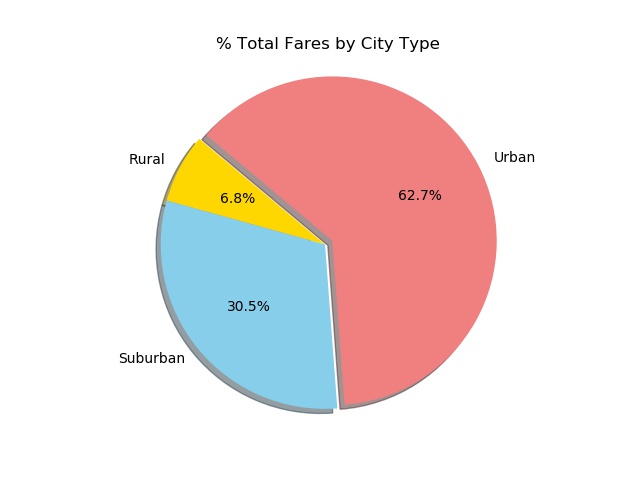 % Total Fares by City Type
Urban
Rural
62.7%
6.8%
30.5%
Suburban